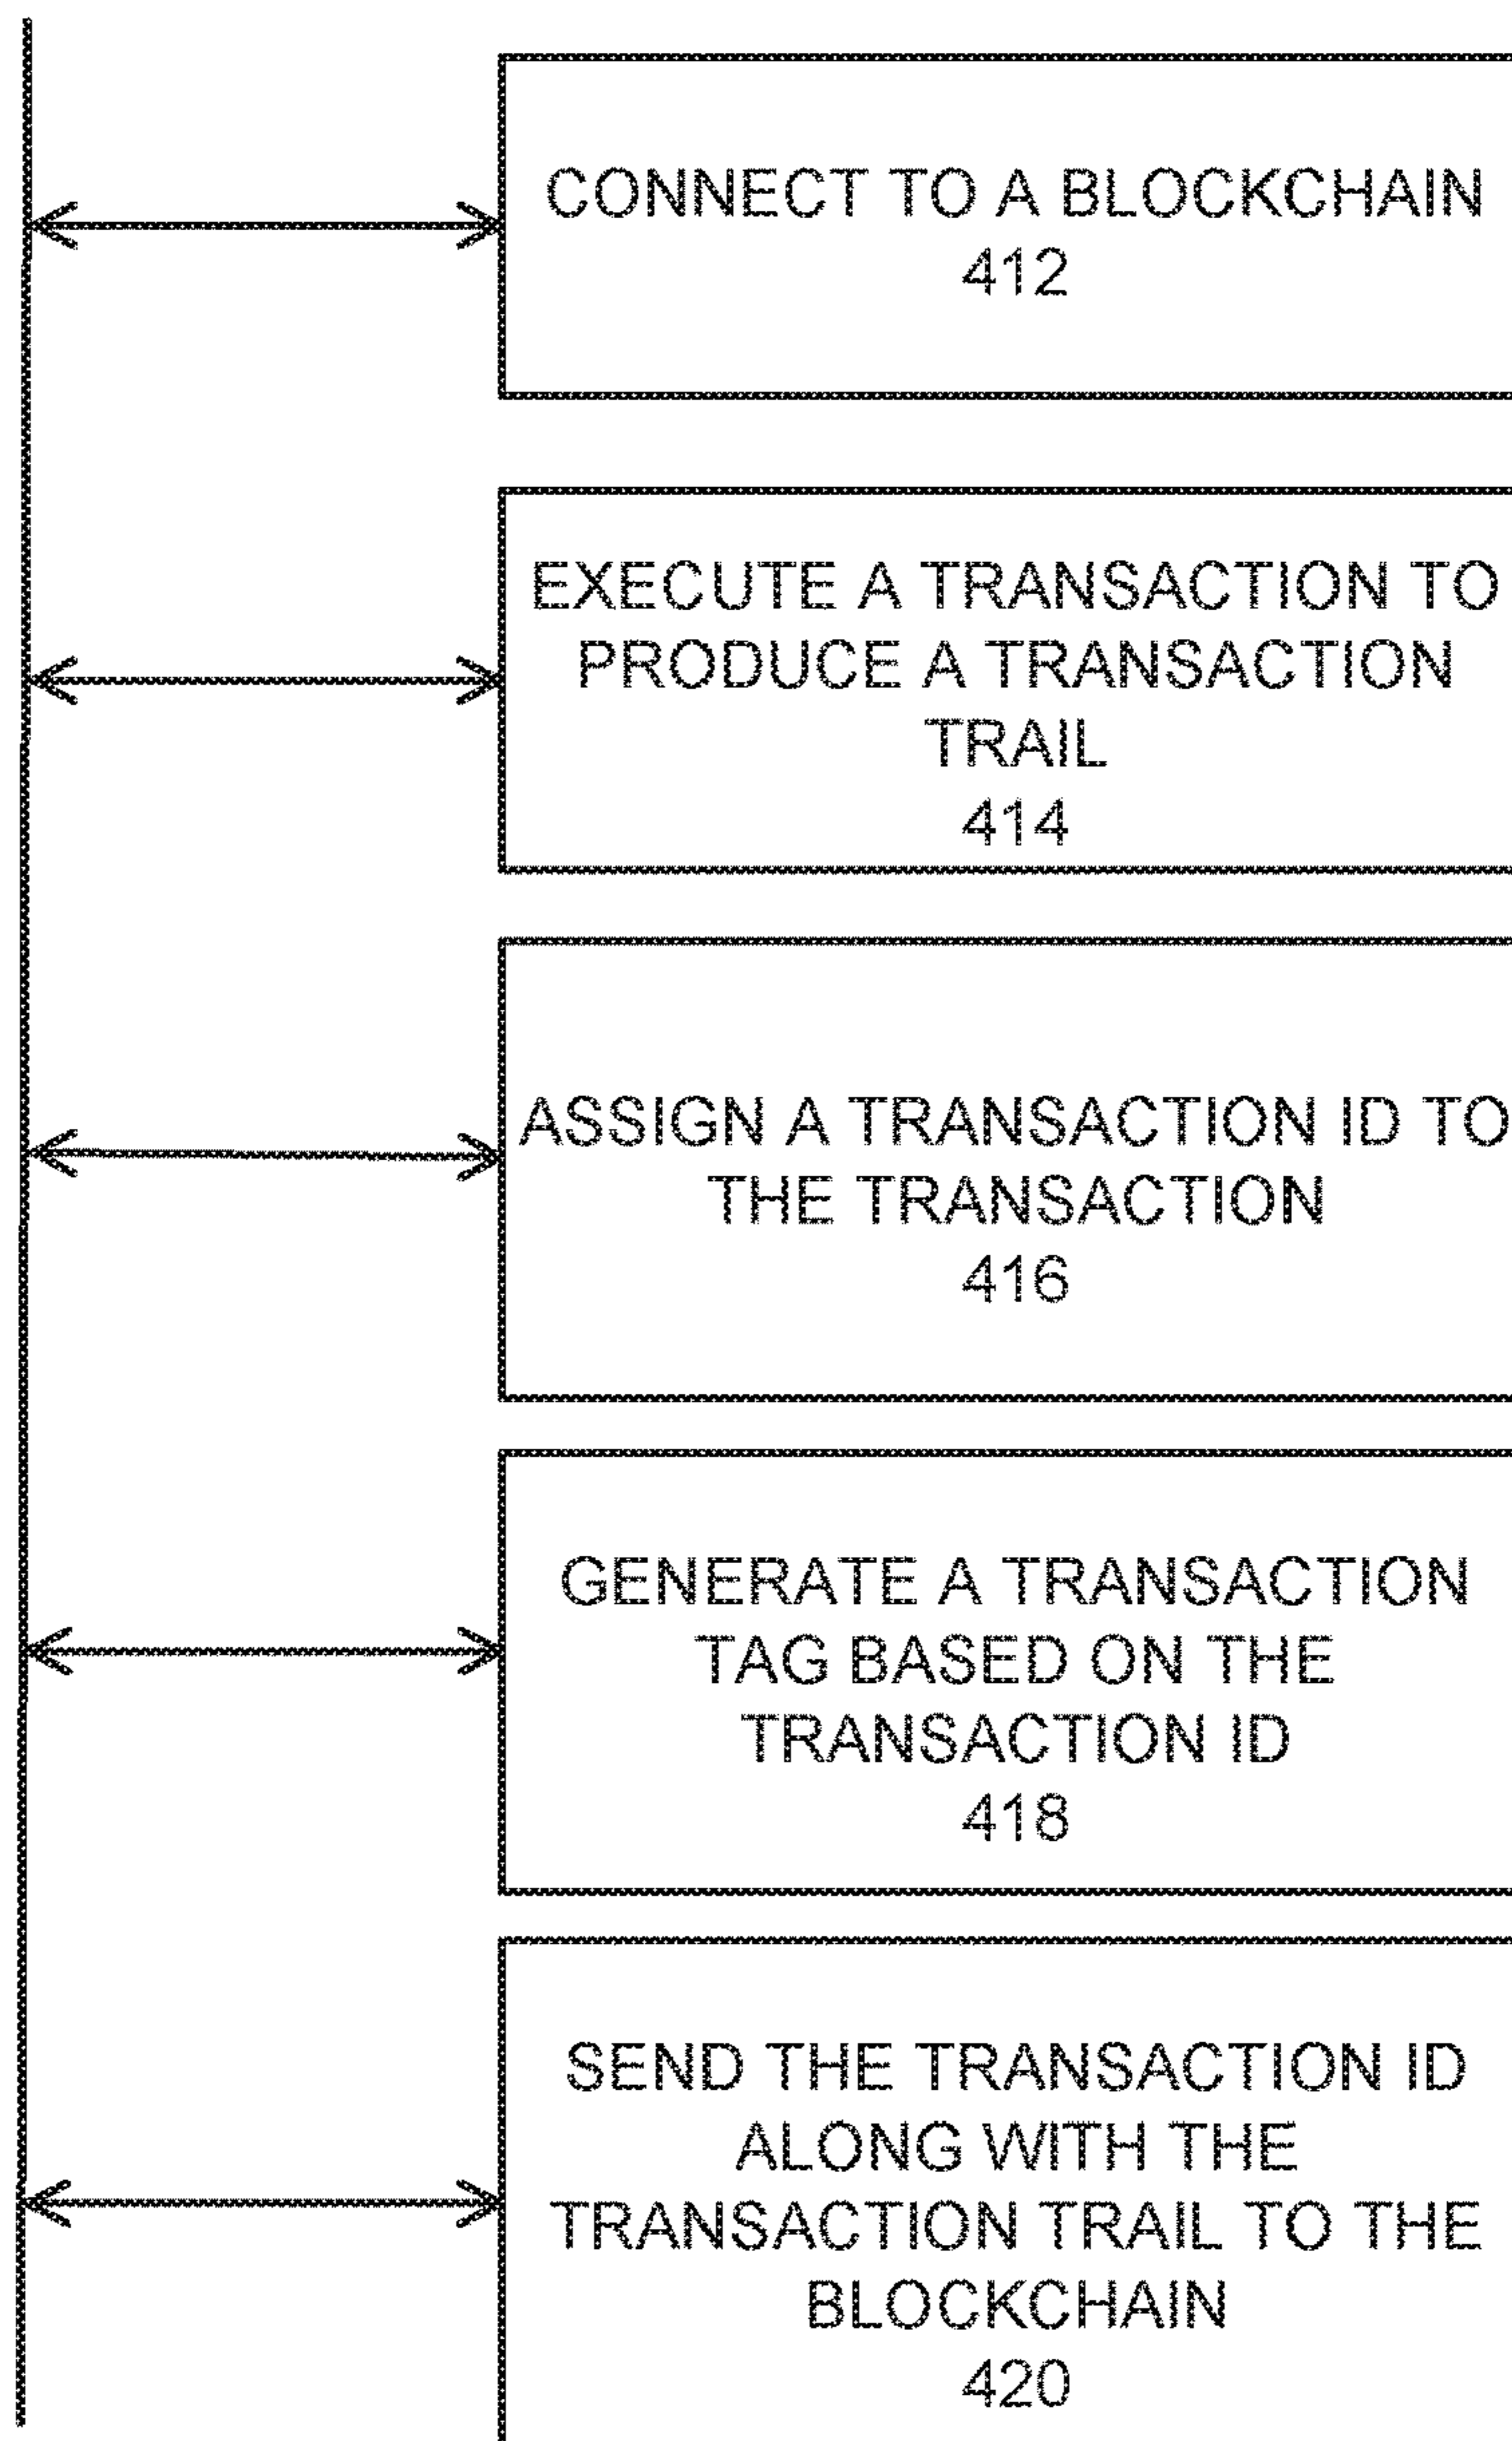 CONNECT TO A BLOCKCHAIN
412
EXECUTE A TRANSACTION TO
PRODUCE A TRANSACTION
TRAIL
414
ASSIGN A TRANSACTION ID TO
THE TRANSACTION
416
GENERATE A TRANSACTION
TAG BASED ON THE
TRANSACTION ID
418
SEND THE TRANSACTION ID
ALONG WITH THE
TRANSACTION TRAIL TO THE
BLOCKCHAIN
420